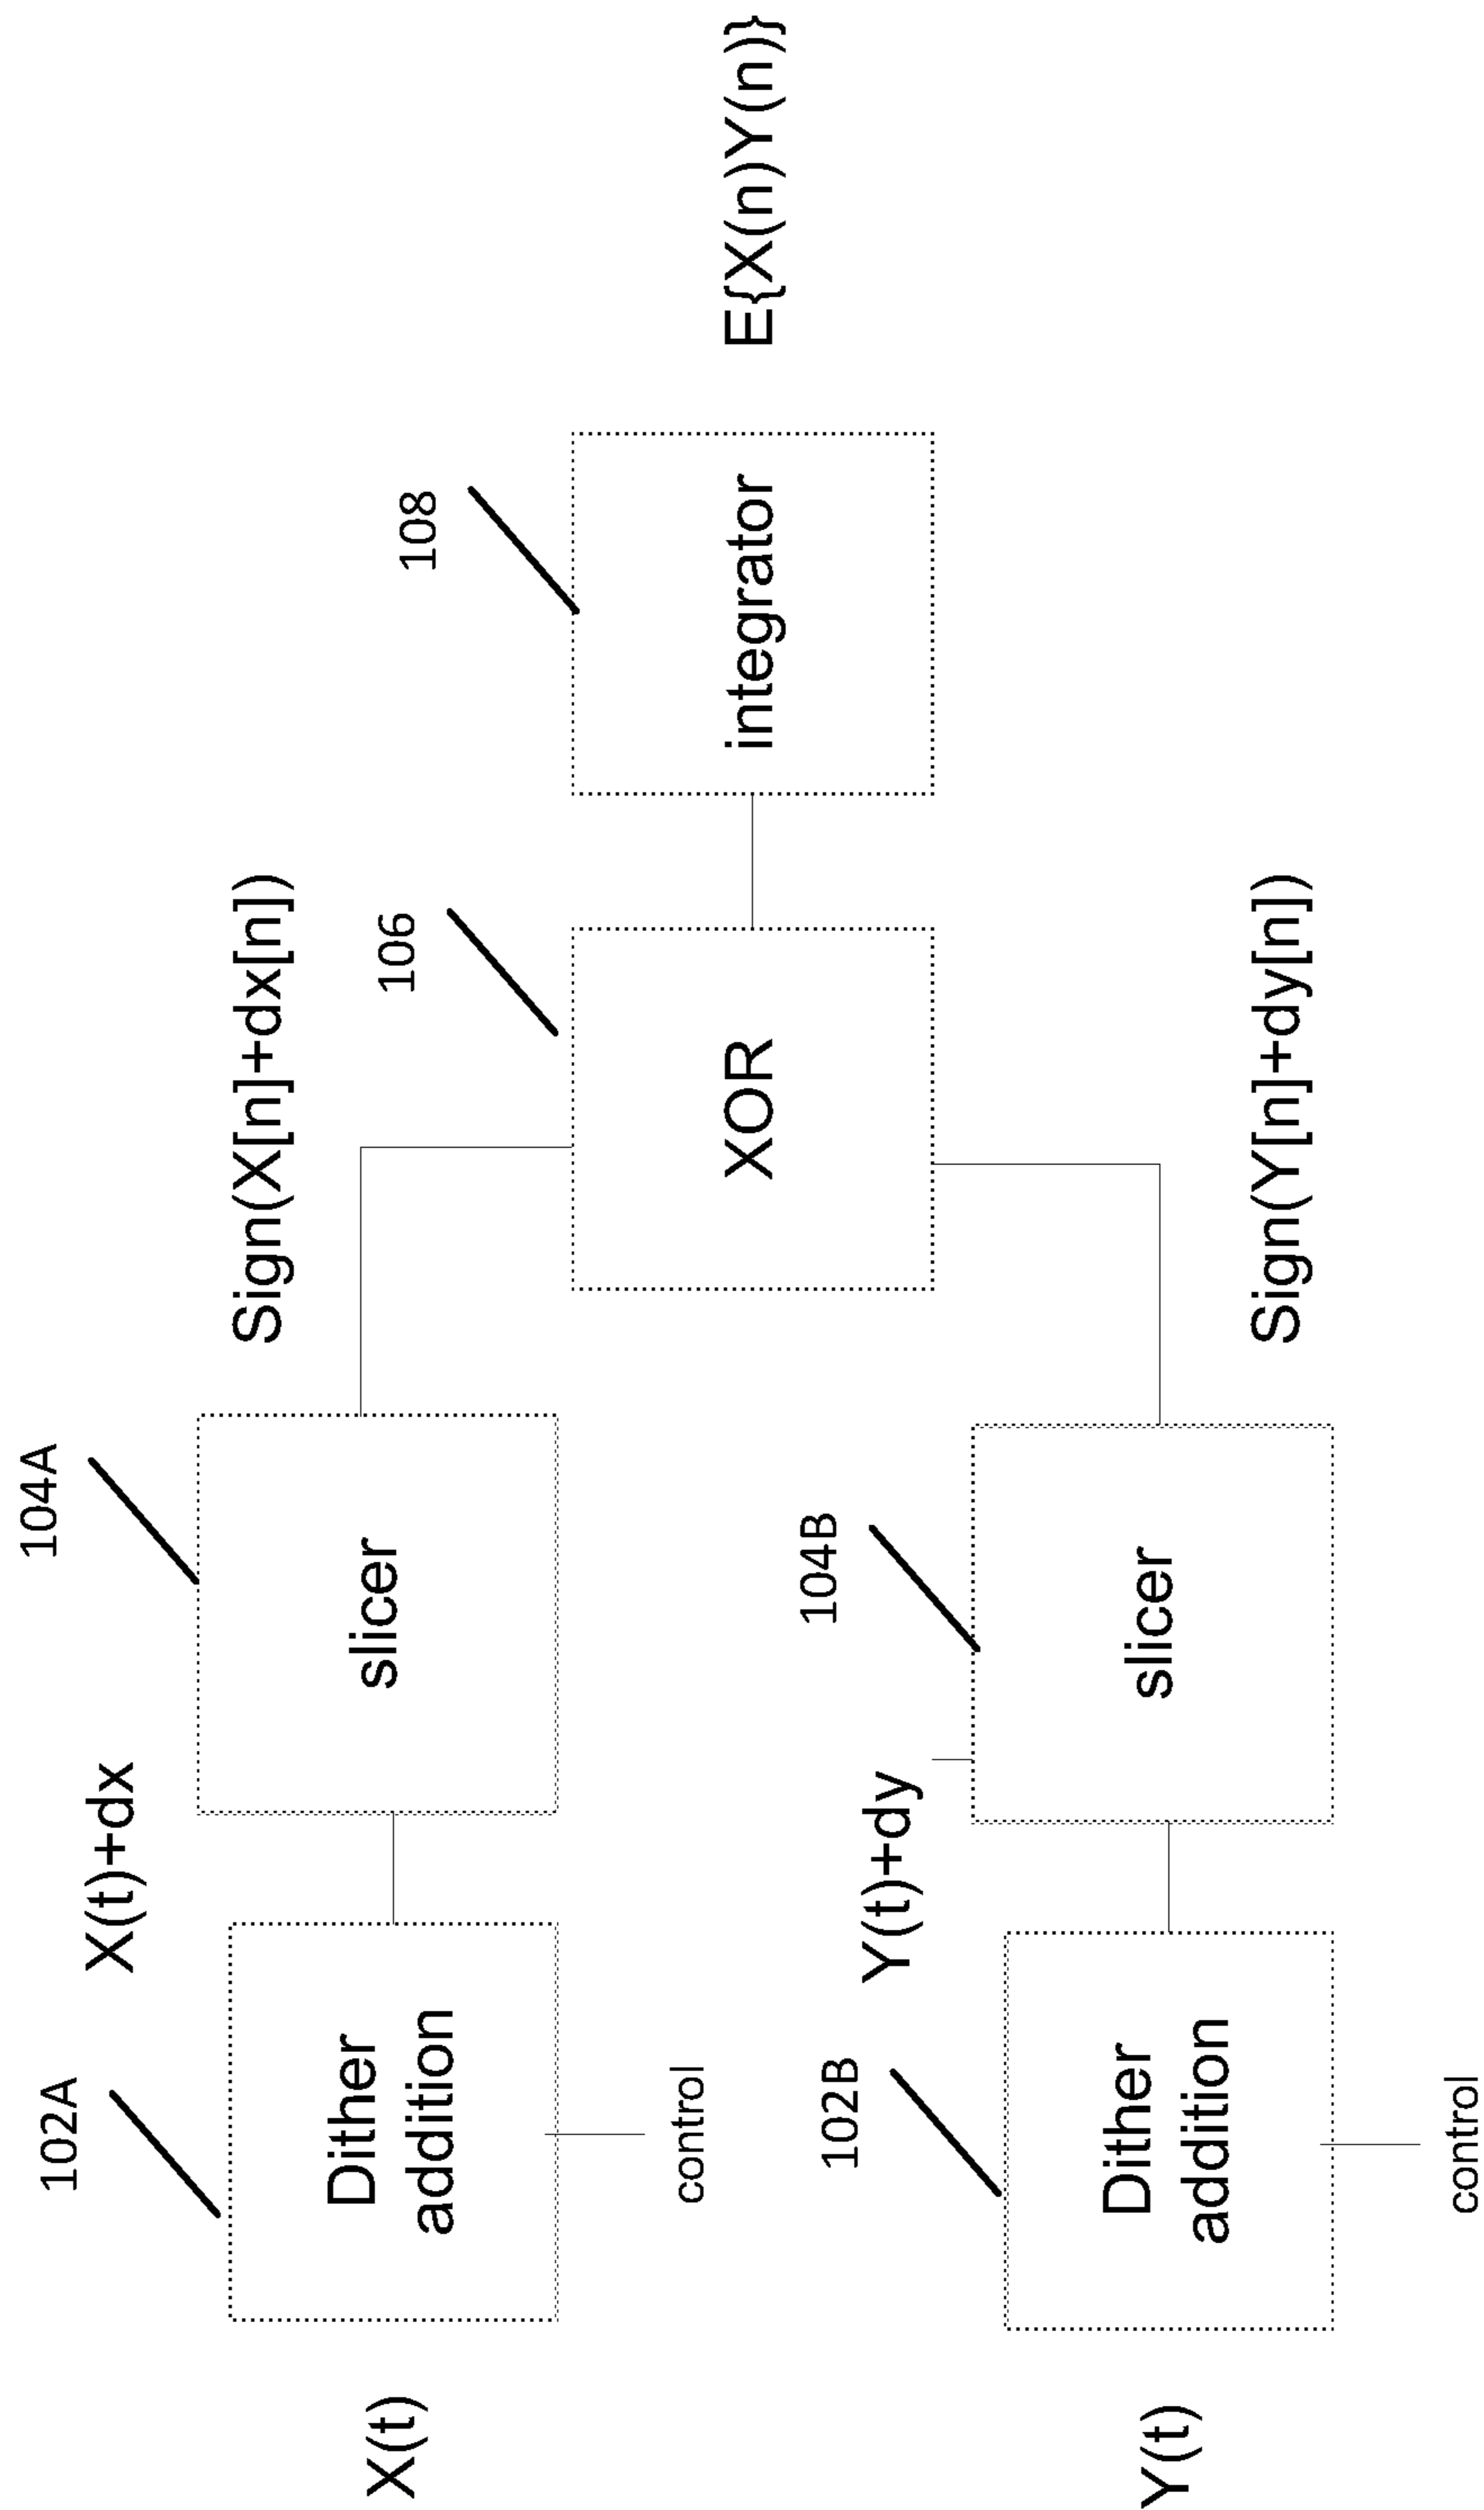 102A
X(t)+dx
104A
Sign(X[n]+dx[n])
X(t)
Dither
addition
slicer
106
108
control
XOR
integrator
E{X(n)Y(n)}
102B
Y(t)+dy
104B
Y(t)
Dither
addition
slicer
Sign(Y[n]+dy[n])
control